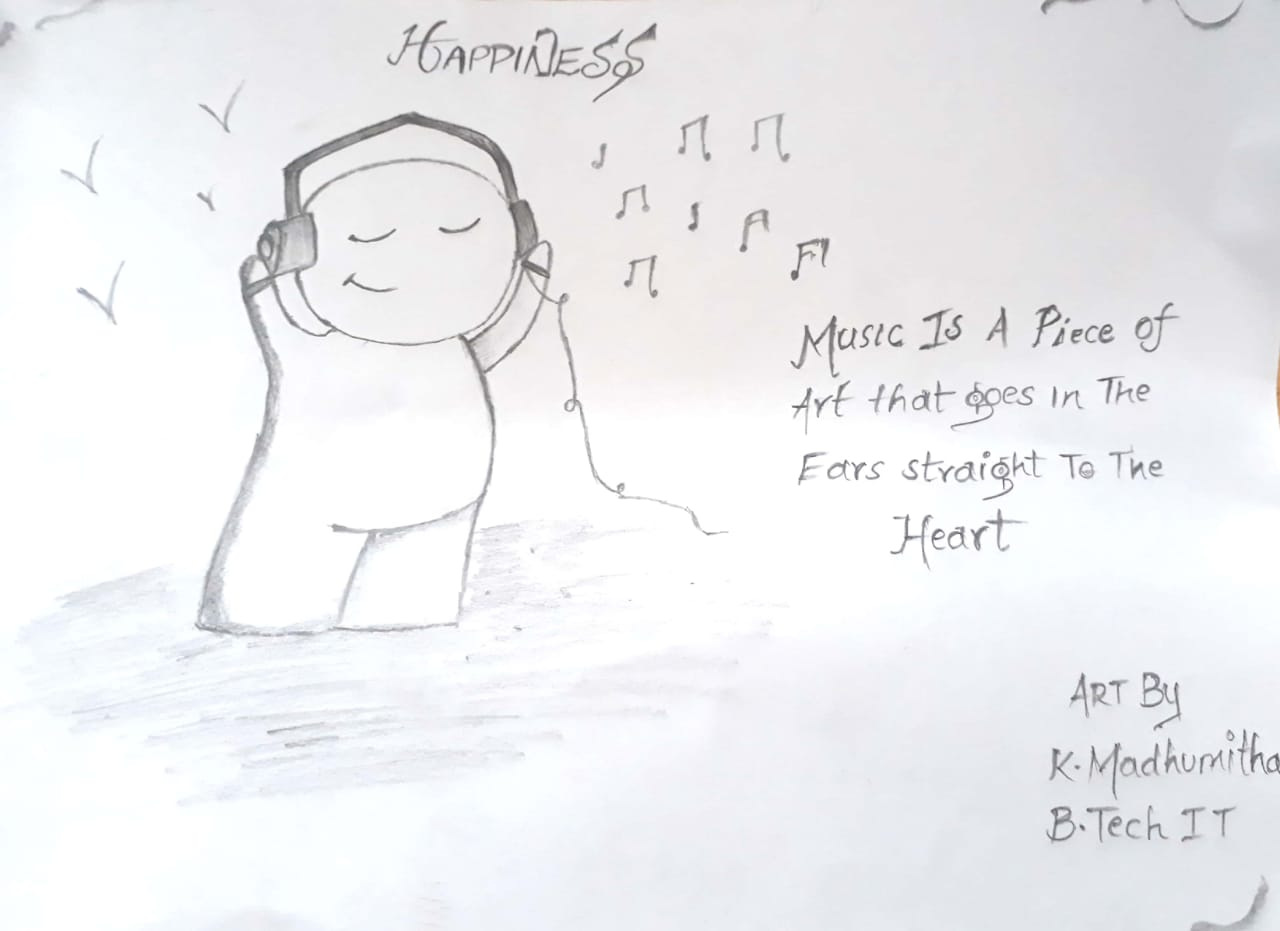 HAPPINESS
Music Is A Piece of
Art that goes in The
Ears straight To The
Heart
ART By
K.Madhumitha
B.Tech IT